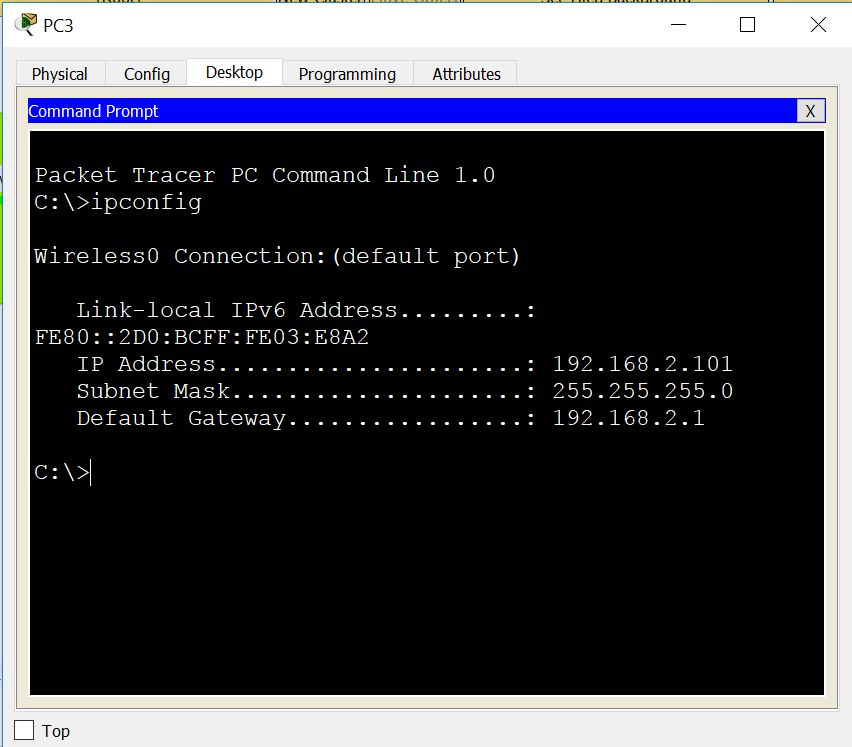 PC3
Physical Config Desktop Programming Attributes
Command Prompt X
Packet Tracer PC Command Line 1.0
C:\>ipconfig
Wireless0 Connection:(default port)
Link-local IPv6 Address.........:
FE80::2D0:BCFF:FE03:E8A2
IP Address......................: 192.168.2.101
Subnet Mask.....................: 255.255.255.0
Default Gateway.................: 192.168.2.1
C:\>
Top